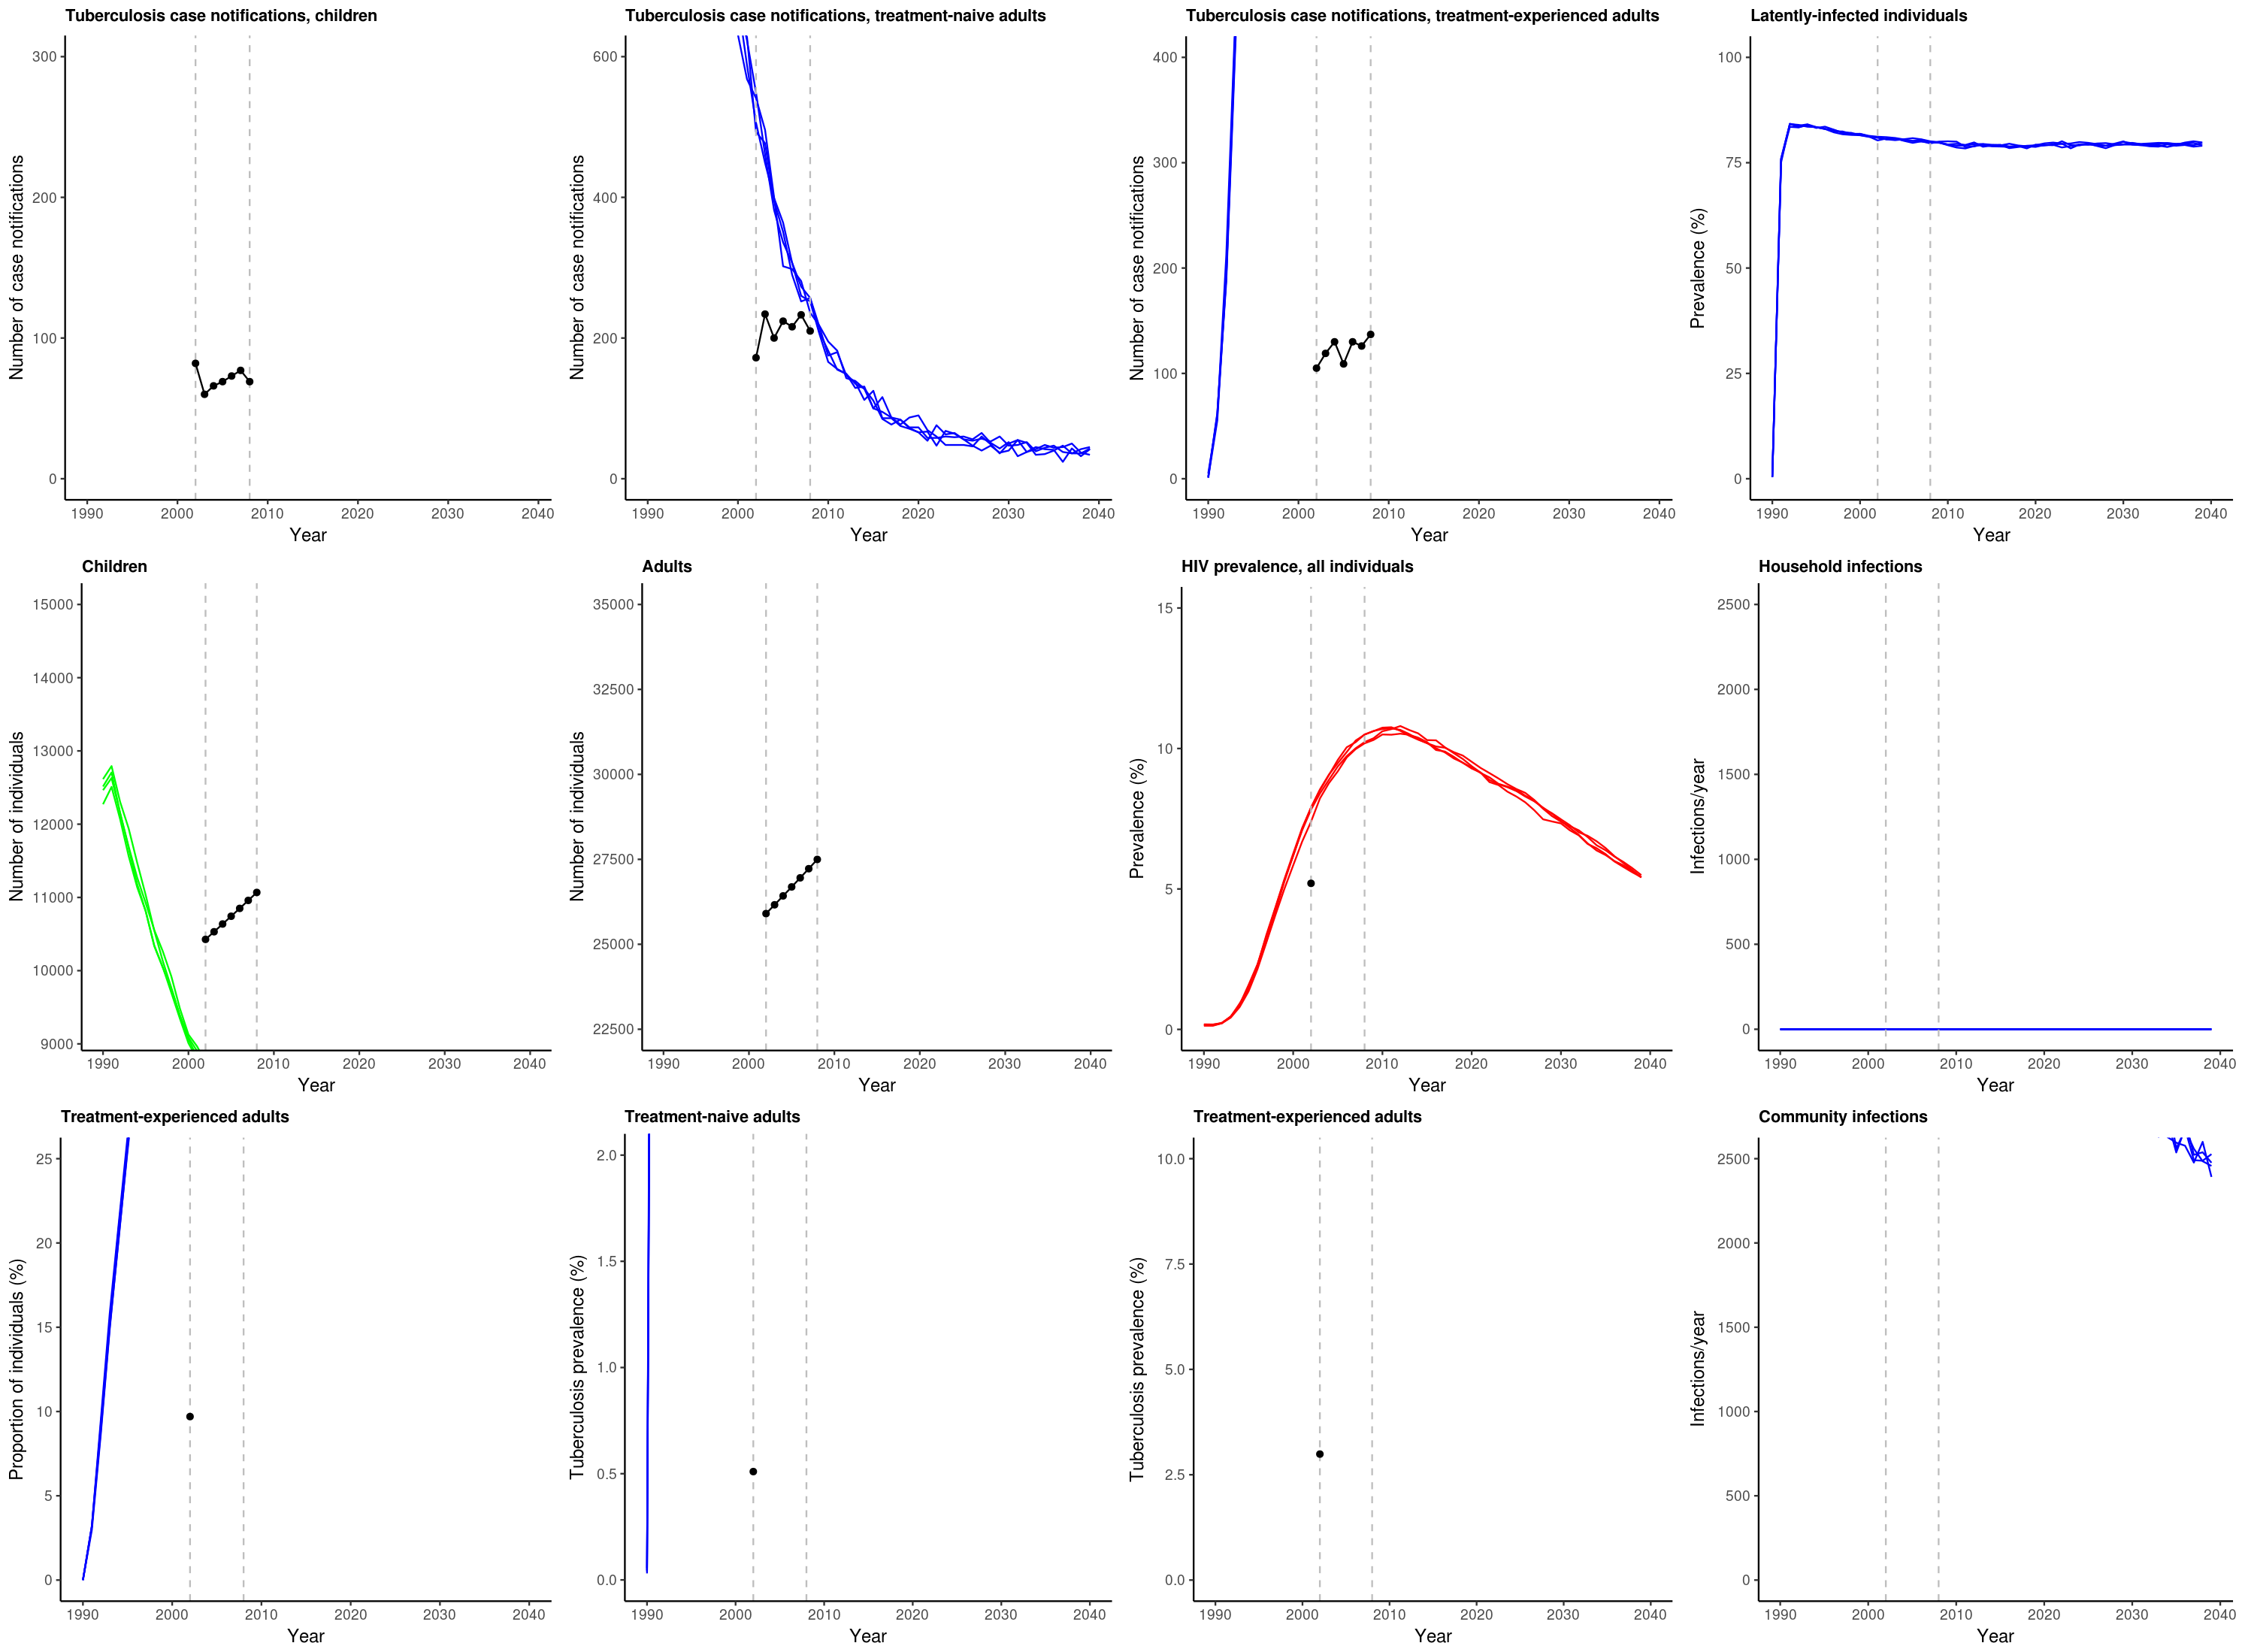 Tuberculosis case notifications, children
Number of case notifications
300
200
100
0
1990 2000 2010 2020 2030 2040
Year
Tuberculosis case notifications, treatment-naive adults
Number of case notifications
600
400
200
0
1990 2000 2010 2020 2030 2040
Year
Tuberculosis case notifications, treatment-experienced adults
Number of case notifications
400
300
200
100
0
1990 2000 2010 2020 2030 2040
Year
Latently-infected individuals
Prevalence (%)
100
75
50
25
0
1990 2000 2010 2020 2030 2040
Year
Children
Number of individuals
15000
14000
13000
12000
11000
10000
9000
1990 2000 2010 2020 2030 2040
Year
Adults
Number of individuals
35000
32500
30000
27500
25000
22500
1990 2000 2010 2020 2030 2040
Year
HIV prevalence, all individuals
Prevalence (%)
15
10
5
0
1990 2000 2010 2020 2030 2040
Year
Household infections
Infections/year
2500
2000
1500
1000
500
0
1990 2000 2010 2020 2030 2040
Year
Treatment-experienced adults
Proportion of individuals (%)
25
20
15
10
5
0
1990 2000 2010 2020 2030 2040
Year
Treatment-naive adults
Tuberculosis prevalence (%)
2.0
1.5
1.0
0.5
0.0
1990 2000 2010 2020 2030 2040
Year
Treatment-experienced adults
Tuberculosis prevalence (%)
10.0
7.5
5.0
2.5
0.0
1990 2000 2010 2020 2030 2040
Year
Community infections
Infections/year
2500
2000
1500
1000
500
0
1990 2000 2010 2020 2030 2040
Year